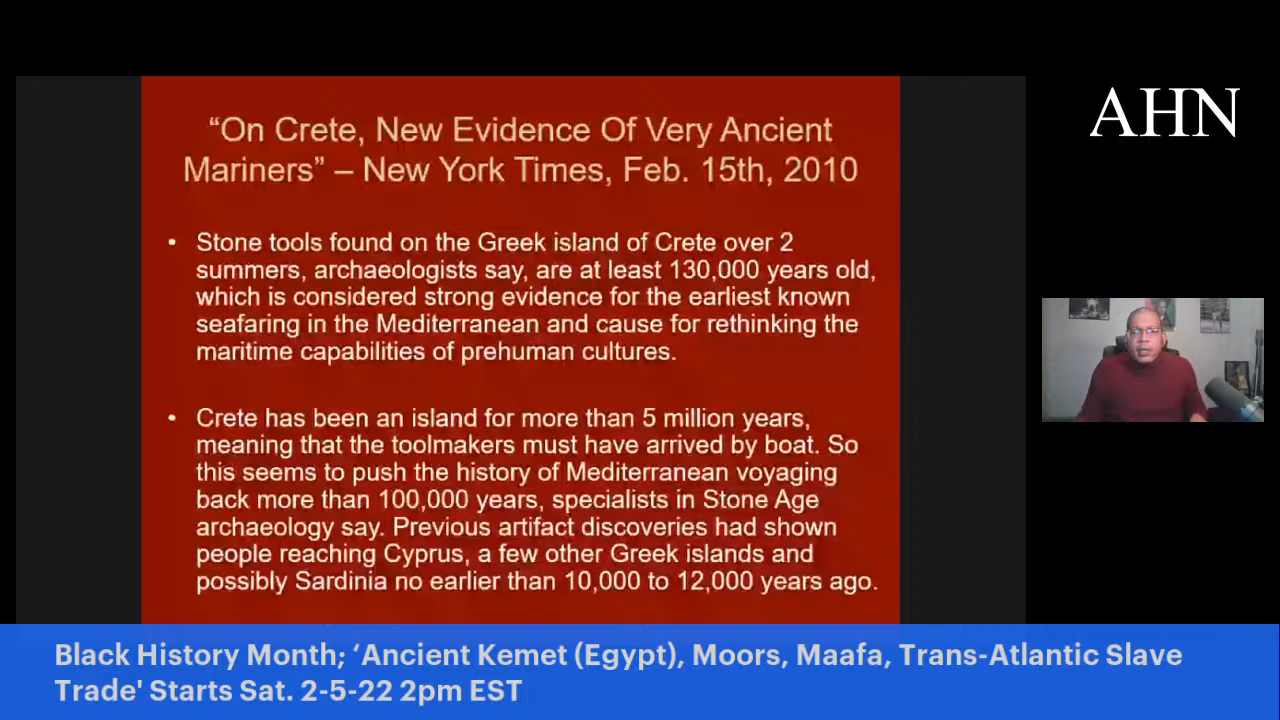 AHN
“On Crete, New Evidence Of Very Ancient
Mariners” – New York Times, Feb. 15th, 2010
• Stone tools found on the Greek island of Crete over 2
summers, archaeologists say, are at least 130,000 years old,
which is considered strong evidence for the earliest known
seafaring in the Mediterranean and cause for rethinking the
maritime capabilities of prehuman cultures.
• Crete has been an island for more than 5 million years,
meaning that the toolmakers must have arrived by boat. So
this seems to push the history of Mediterranean voyaging
back more than 100,000 years, specialists in Stone Age
archaeology say. Previous artifact discoveries had shown
people reaching Cyprus, a few other Greek islands and
possibly Sardinia no earlier than 10,000 to 12,000 years ago.
Black History Month; ‘Ancient Kemet (Egypt), Moors, Maafa, Trans-Atlantic Slave
Trade' Starts Sat. 2-5-22 2pm EST